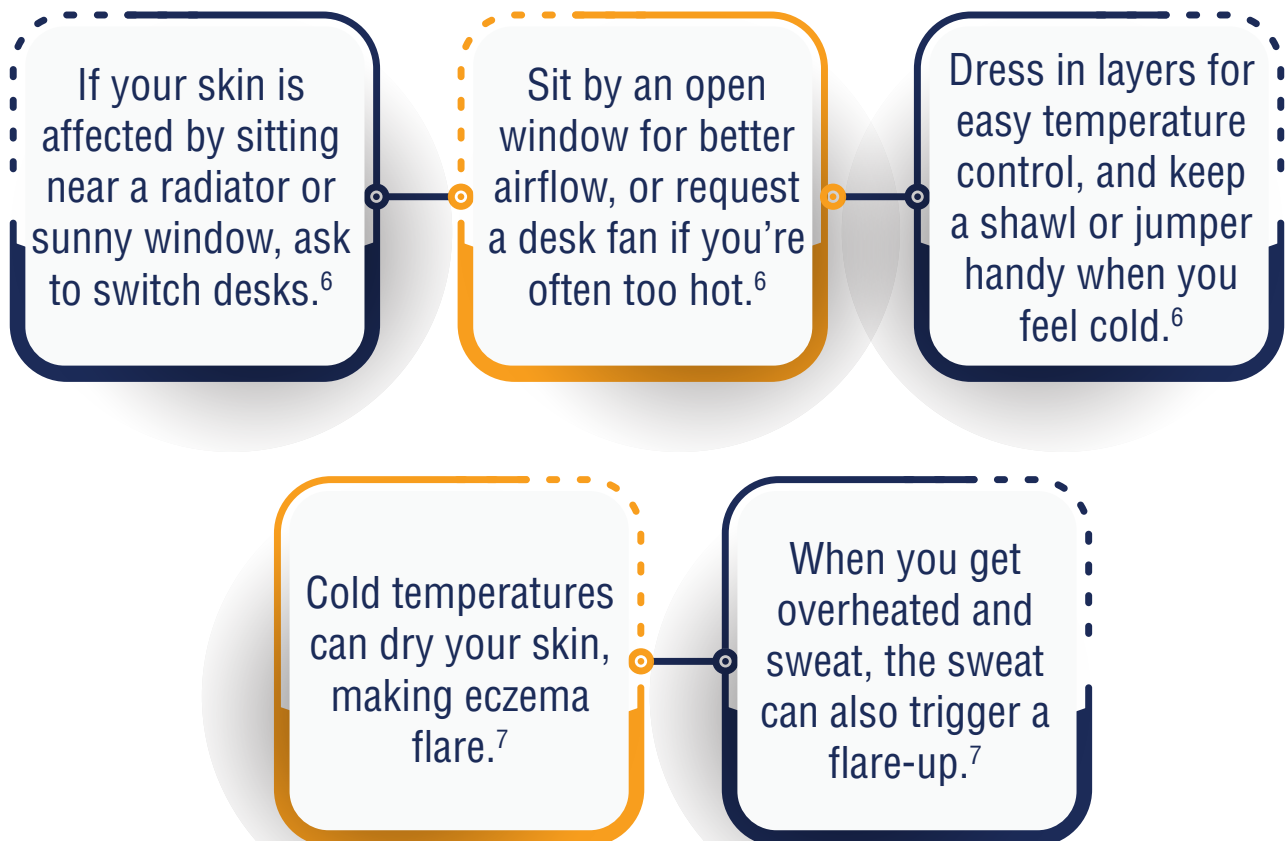 If your skin is
affected by sitting
near a radiator or
sunny window, ask
to switch desks.⁶
Sit by an open
window for better
airflow, or request
a desk fan if you’re
often too hot.⁶
Dress in layers for
easy temperature
control, and keep
a shawl or jumper
handy when you
feel cold.⁶
Cold temperatures
can dry your skin,
making eczema
flare.⁷
When you get
overheated and
sweat, the sweat
can also trigger a
flare-up.⁷